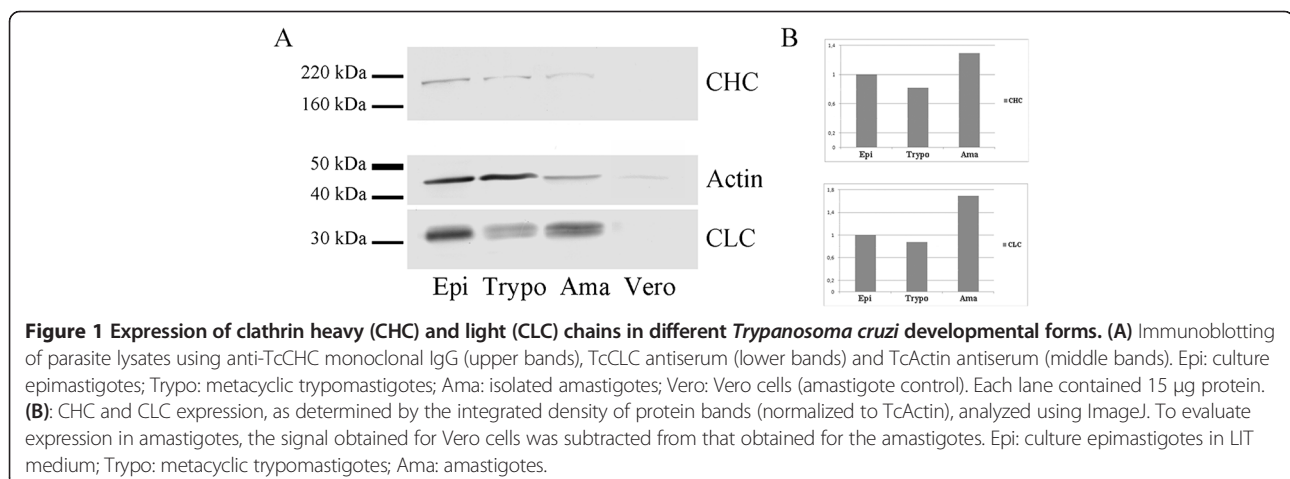 A
220 kDa
160 kDa
CHC
50 kDa
40 kDa
Actin
30 kDa
CLC
Epi Trypo Ama Vero
B
1,4
1
0,6
0,2
Epi Trypo Ama
CHC
1,8
1,4
1
0,6
0,2
Epi Trypo Ama
CLC
Figure 1 Expression of clathrin heavy (CHC) and light (CLC) chains in different Trypanosoma cruzi developmental forms. (A) Immunoblotting
of parasite lysates using anti-TcCHC monoclonal IgG (upper bands), TcCLC antiserum (lower bands) and TcActin antiserum (middle bands). Epi: culture
epimastigotes; Trypo: metacyclic trypomastigotes; Ama: isolated amastigotes; Vero: Vero cells (amastigote control). Each lane contained 15 μg protein.
(B): CHC and CLC expression, as determined by the integrated density of protein bands (normalized to TcActin), analyzed using ImageJ. To evaluate
expression in amastigotes, the signal obtained for Vero cells was subtracted from that obtained for the amastigotes. Epi: culture epimastigotes in LIT
medium; Trypo: metacyclic trypomastigotes; Ama: amastigotes.